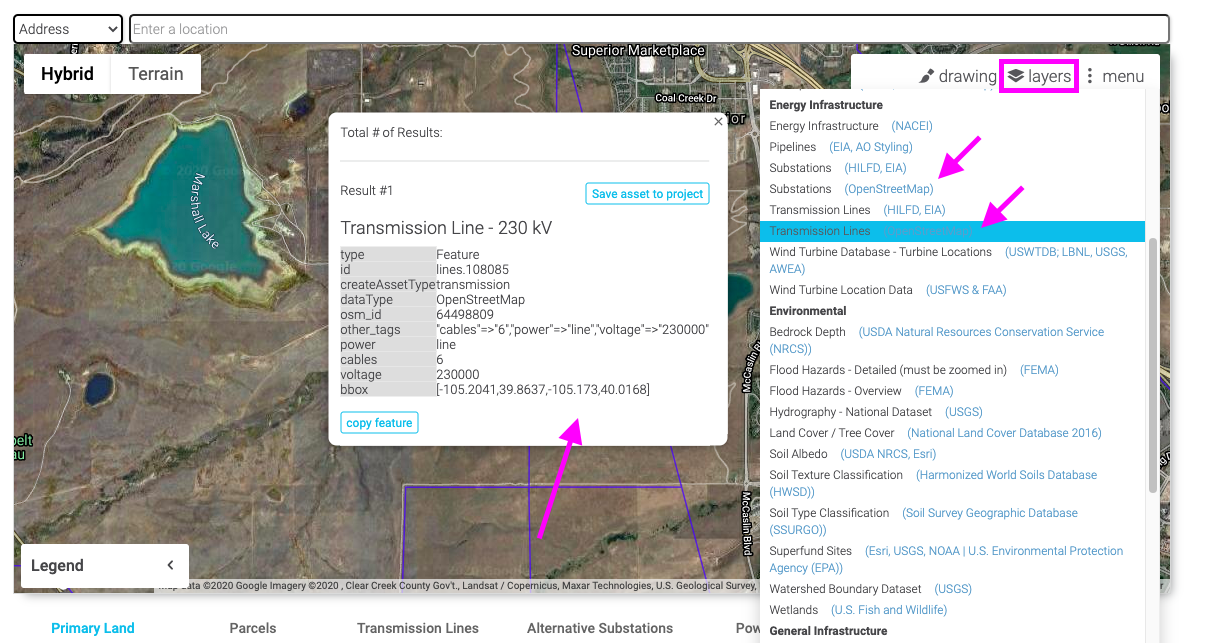 Address
Enter a location
Superior Marketplace
Hybrid
Terrain
drawing
layers
menu
Coal Creek Dr
Marshall Lake
Total # of Results:
×
Result #1
Save asset to project
Transmission Line - 230 kV
type Feature
id lines.108085
createAssetType transmission
dataType OpenStreetMap
osm_id 64498809
other_tags "cables"=>"6","power"=>"line","voltage"=>"230000"
power line
cables 6
voltage 230000
bbox [-105.2041,39.8637,-105.173,40.0168]
copy feature
Energy Infrastructure
Energy Infrastructure (NACEI)
Pipelines (EIA, AO Styling)
Substations (HILFD, EIA)
Substations (OpenStreetMap)
Transmission Lines (HILFD, EIA)
Transmission Lines (OpenStreetMap)
Wind Turbine Database - Turbine Locations (USWTDB; LBNL, USGS,
AWEA)
Wind Turbine Location Data (USFWS & FAA)
Environmental
Bedrock Depth (USDA Natural Resources Conservation Service
(NRCS))
Flood Hazards - Detailed (must be zoomed in) (FEMA)
Flood Hazards - Overview (FEMA)
Hydrography - National Dataset (USGS)
Land Cover / Tree Cover (National Land Cover Database 2016)
Soil Albedo (USDA NRCS, Esri)
Soil Texture Classification (Harmonized World Soils Database
(HWSD))
Soil Type Classification (Soil Survey Geographic Database
(SSURGO))
Superfund Sites (Esri, USGS, NOAA | U.S. Environmental Protection
Agency (EPA))
Watershed Boundary Dataset (USGS)
Wetlands (U.S. Fish and Wildlife)
General Infrastructure
McCaslin Blvd
Legend
Map data ©2020 Google Imagery ©2020 , Clear Creek County Gov't., Landsat / Copernicus, Maxar Technologies, U.S. Geological Survey,
Primary Land
Parcels
Transmission Lines
Alternative Substations